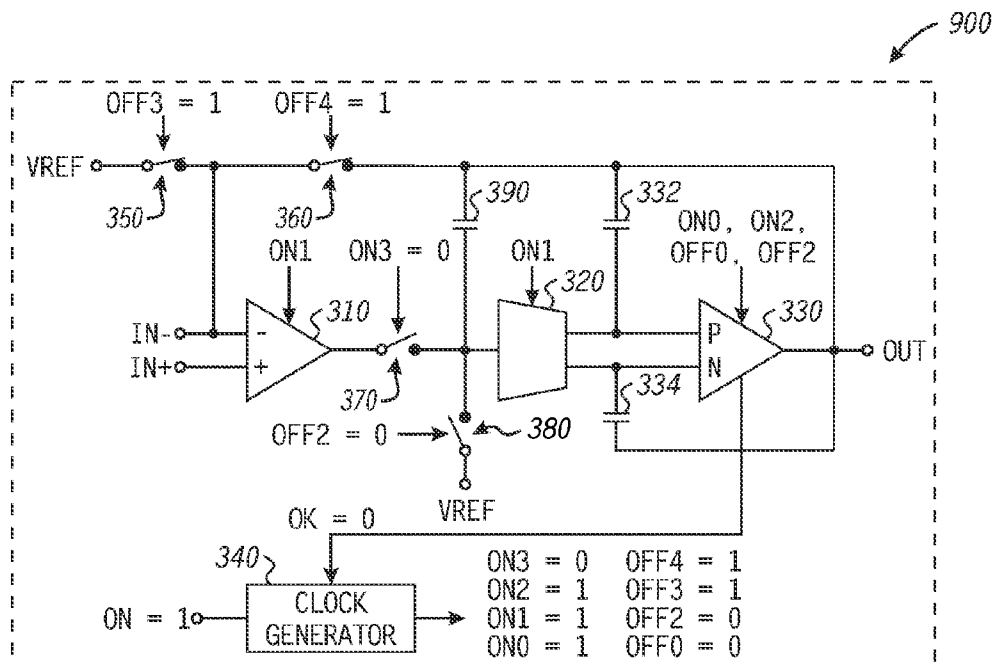 900
OFF3 = 1
OFF4 = 1
VREF
350
360
390
332
ON0, ON2,
OFF0, OFF2
ON1
ON3 = 0
ON1
310
320
330
IN-
-
P
OUT
IN+
+
N
370
334
OFF2 = 0
380
VREF
OK = 0
340
ON3 = 0 OFF4 = 1
ON2 = 1 OFF3 = 1
ON = 1
CLOCK
GENERATOR
ON1 = 1 OFF2 = 0
ON0 = 1 OFF0 = 0